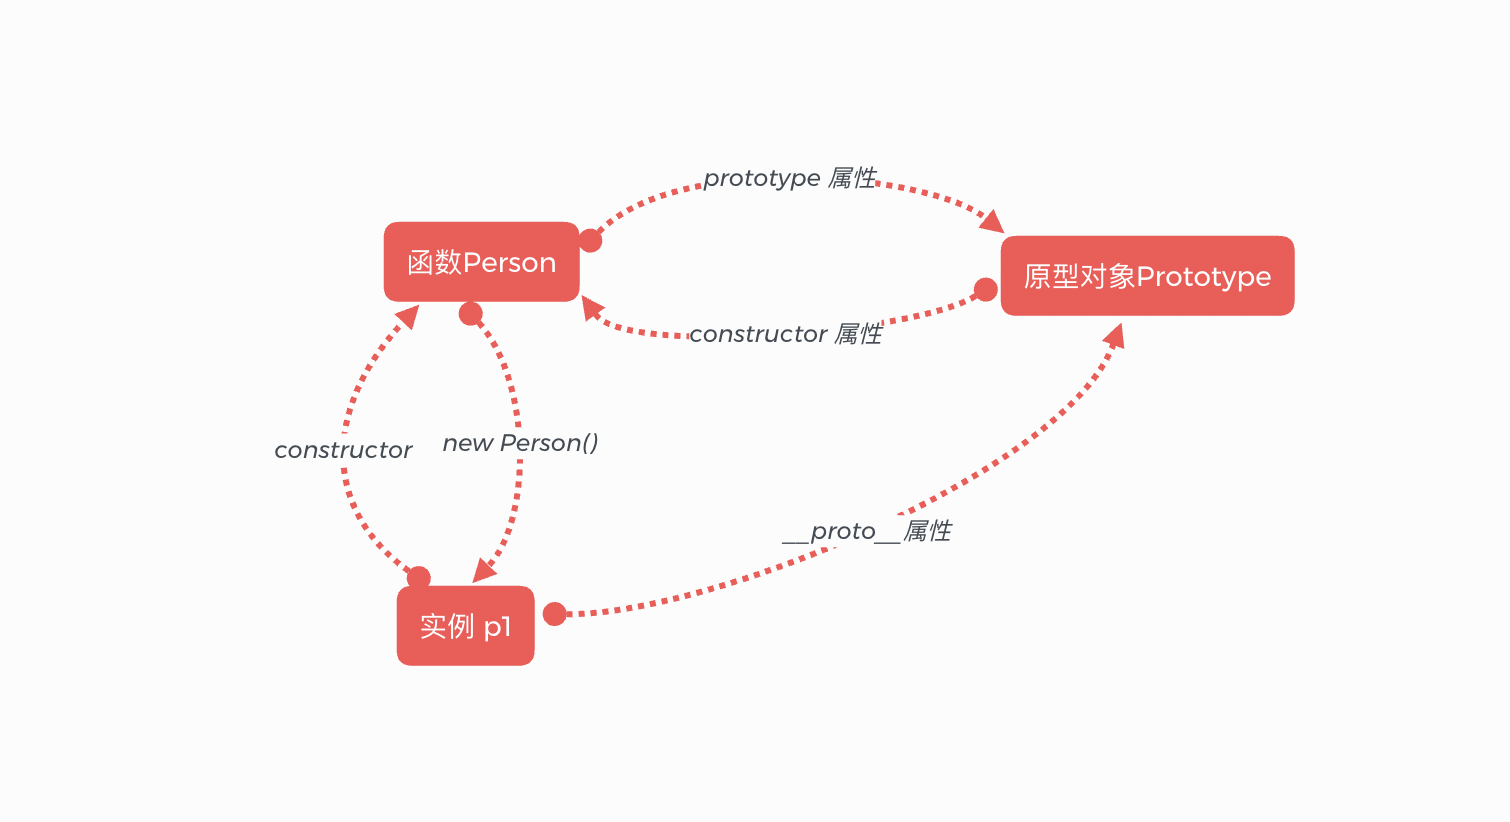 prototype 属性
函数Person
原型对象Prototype
constructor 属性
constructor
new Person()
__proto__属性
实例 p1